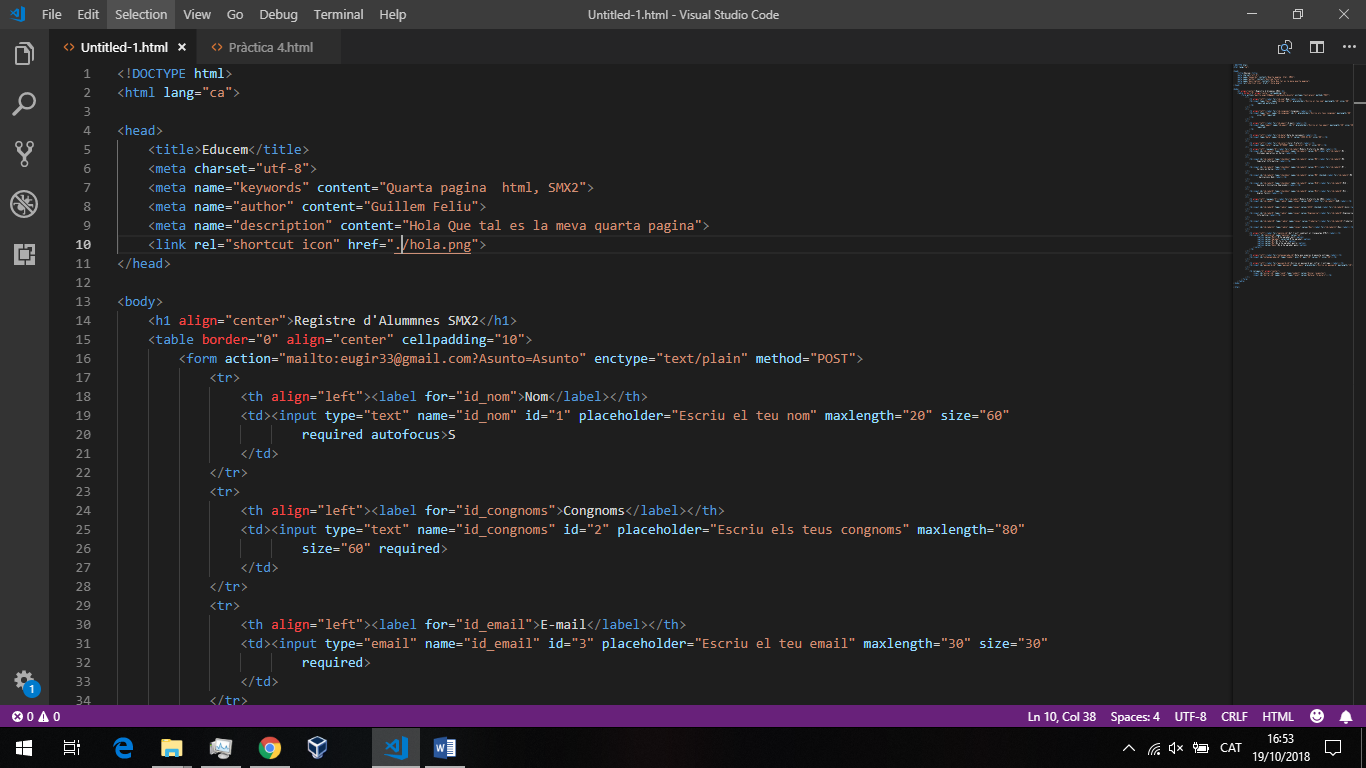 File Edit Selection View Go Debug Terminal Help Untitled-1.html - Visual Studio Code
Untitled-1.html × Pràctica 4.html
1 <!DOCTYPE html>
2 <html lang="ca">
3
4 <head>
5 <title>Educem</title>
6 <meta charset="utf-8">
7 <meta name="keywords" content="Quarta pagina  html, SMX2">
8 <meta name="author" content="Guillem Feliu">
9 <meta name="description" content="Hola Que tal es la meva quarta pagina">
10 <link rel="shortcut icon" href="./hola.png">
11 </head>
12
13 <body>
14 <h1 align="center">Registre d'Alummnes SMX2</h1>
15 <table border="0" align="center" cellpadding="10">
16 <form action="mailto:eugir33@gmail.com?Asunto=Asunto" enctype="text/plain" method="POST">
17 <tr>
18 <th align="left"><label for="id_nom">Nom</label></th>
19 <td><input type="text" name="id_nom" id="1" placeholder="Escriu el teu nom" maxlength="20" size="60"
20 required autofocus>S
21 </td>
22 </tr>
23 <tr>
24 <th align="left"><label for="id_congnoms">Congnoms</label></th>
25 <td><input type="text" name="id_congnoms" id="2" placeholder="Escriu els teus congnoms" maxlength="80"
26 size="60" required>
27 </td>
28 </tr>
29 <tr>
30 <th align="left"><label for="id_email">E-mail</label></th>
31 <td><input type="email" name="id_email" id="3" placeholder="Escriu el teu email" maxlength="30" size="30"
32 required>
33 </td>
34 </tr>
1
0 0 Ln 10, Col 38 Spaces: 4 UTF-8 CRLF HTML
CAT 16:53
19/10/2018